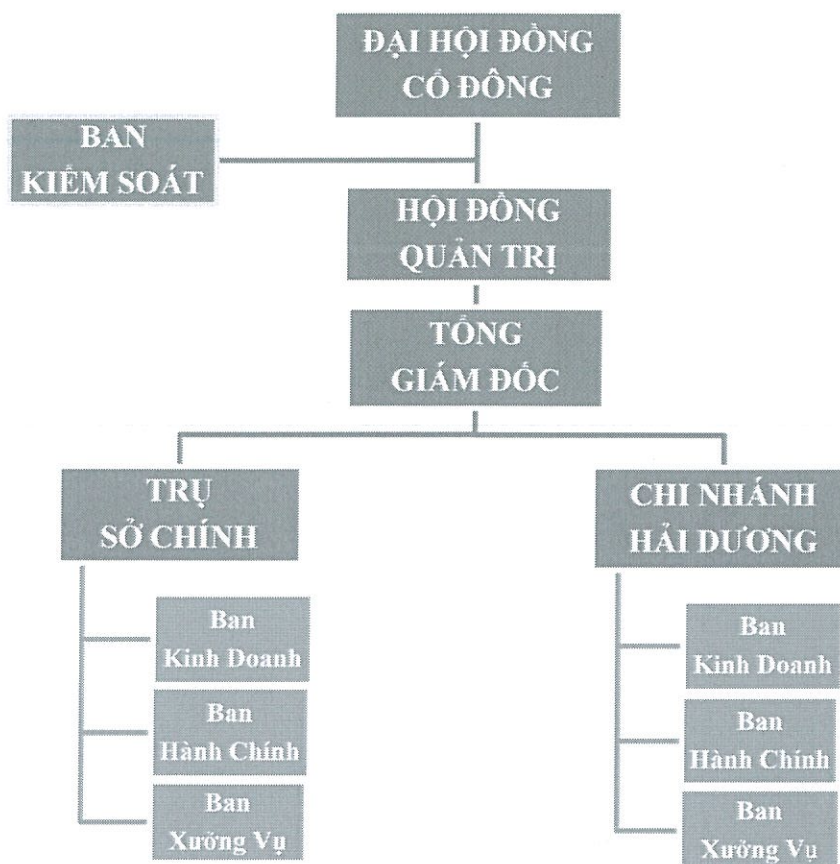 ĐẠI HỘI ĐỒNG
CỔ ĐÔNG
BAN
KIỂM SOÁT
HỘI ĐỒNG
QUẢN TRỊ
TỔNG
GIÁM ĐỐC
TRỤ
SỞ CHÍNH
CHI NHÁNH
HẢI DƯƠNG
Ban
Kinh Doanh
Ban
Hành Chính
Ban
Xưởng Vụ
Ban
Kinh Doanh
Ban
Hành Chính
Ban
Xưởng Vụ